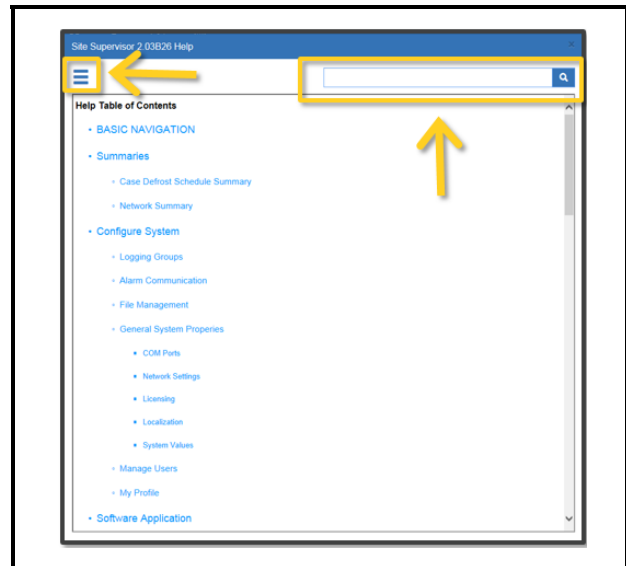 Site Supervisor 2.03B26 Help
Help Table of Contents
BASIC NAVIGATION
Summaries
Case Defrost Schedule Summary
Network Summary
Configure System
Logging Groups
Alarm Communication
File Management
General System Properies
COM Ports
Network Settings
Licensing
Localization
System Values
Manage Users
My Profile
Software Application